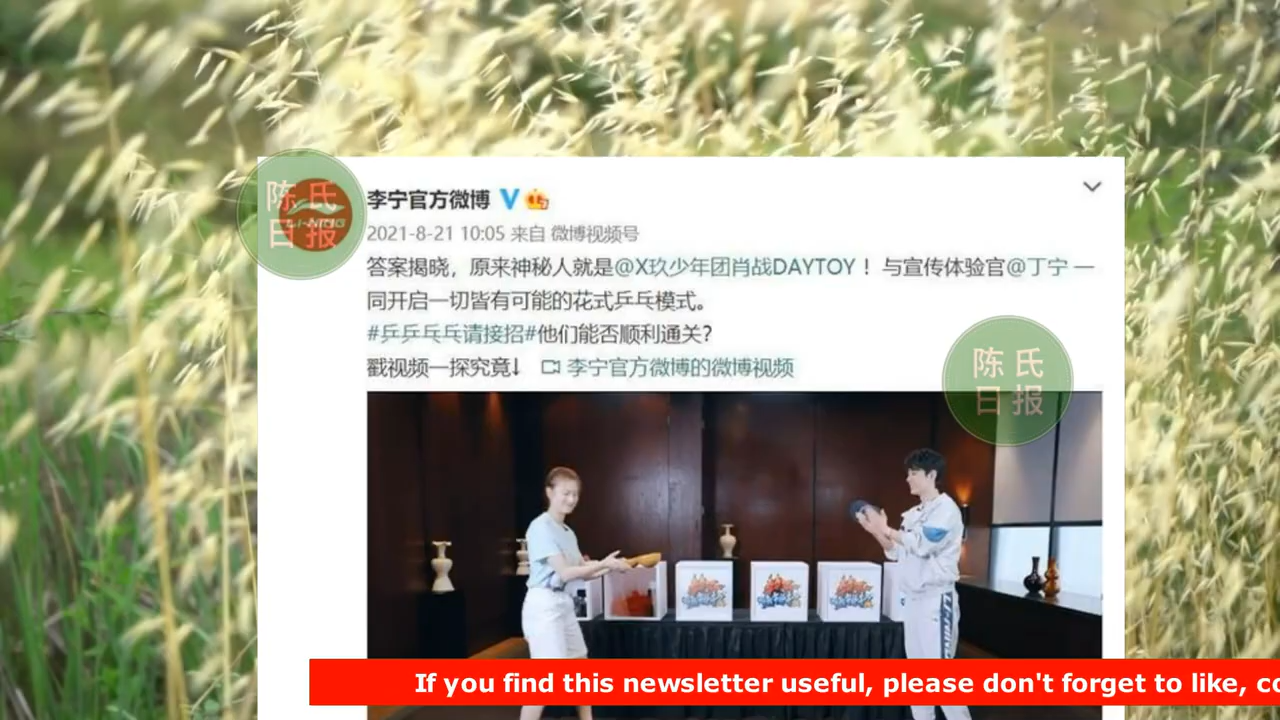 陈氏
日报
LI-NING
李宁官方微博
2021-8-21 10:05 来自 微博视频号
答案揭晓，原来神秘人就是@X玖少年团肖战DAYTOY！与宣传体验官@丁宁 一
同开启一切皆有可能的花式乒乓模式。
#乒乒乓乓请接招#他们能否顺利通关?
戳视频一探究竟↓ 李宁官方微博的微博视频
陈氏
日报
If you find this newsletter useful, please don't forget to like, co